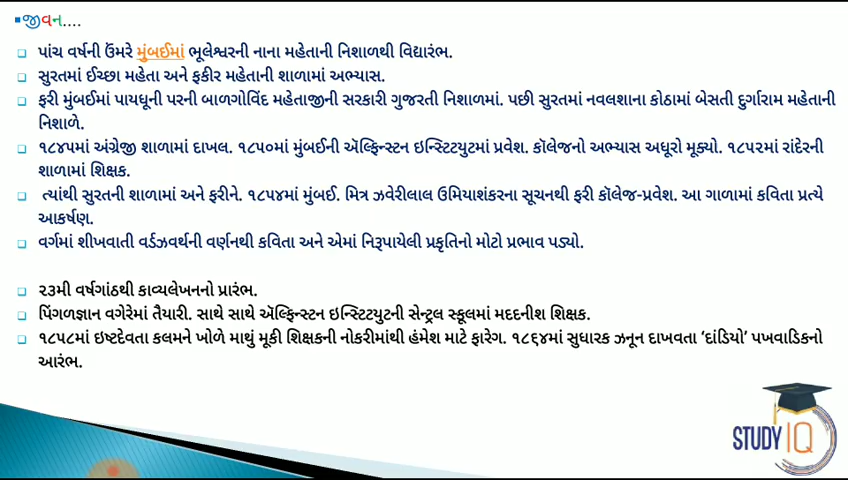 જીવન....
પાંચ વર્ષની ઉંમરે મુંબઈમાં ભૂલેશ્વરની નાના મહેતાની નિશાળથી વિદ્યારંભ.
સુરતમાં ઈચ્છા મહેતા અને ફકીર મહેતાની શાળામાં અભ્યાસ.
ફરી મુંબઈમાં પાયધૂની પરની બાળગોવિંદ મહેતાજીની સરકારી ગુજરતી નિશાળમાં. પછી સુરતમાં નવલશાના કોઠામાં બેસતી દુર્ગારામ મહેતાની
નિશાળે.
૧૮૪૫માં અંગ્રેજી શાળામાં દાખલ. ૧૮૫૦માં મુંબઈની ઍલ્ફિન્સ્ટન ઇન્સ્ટિટયુટમાં પ્રવેશ. કૉલેજનો અભ્યાસ અધૂરો મૂક્યો. ૧૮૫૨માં રાંદેરની
શાળામાં શિક્ષક.
ત્યાંથી સુરતની શાળામાં અને ફરીને. ૧૮૫૪માં મુંબઈ. મિત્ર ઝવેરીલાલ ઉમિયાશંકરના સૂચનથી ફરી કૉલેજ-પ્રવેશ. આ ગાળામાં કવિતા પ્રત્યે
આકર્ષણ.
વર્ગમાં શીખવાતી વર્ડઝવર્થની વર્ણનથી કવિતા અને એમાં નિરૂપાયેલી પ્રકૃતિનો મોટો પ્રભાવ પડ્યો.
૨૩મી વર્ષગાંઠથી કાવ્યલેખનનો પ્રારંભ.
પિંગળજ્ઞાન વગેરેમાં તૈયારી. સાથે સાથે ઍલ્ફિન્સ્ટન ઇન્સ્ટિટયુટની સેન્ટ્રલ સ્કૂલમાં મદદનીશ શિક્ષક.
૧૮૫૮માં ઇષ્ટદેવતા કલમને ખોળે માથું મૂકી શિક્ષકની નોકરીમાંથી હંમેશ માટે ફારેગ. ૧૮૬૪માં સુધારક ઝનૂન દાખવતા ‘દાંડિયો’ પખવાડિકનો
આરંભ.
STUDY IQ